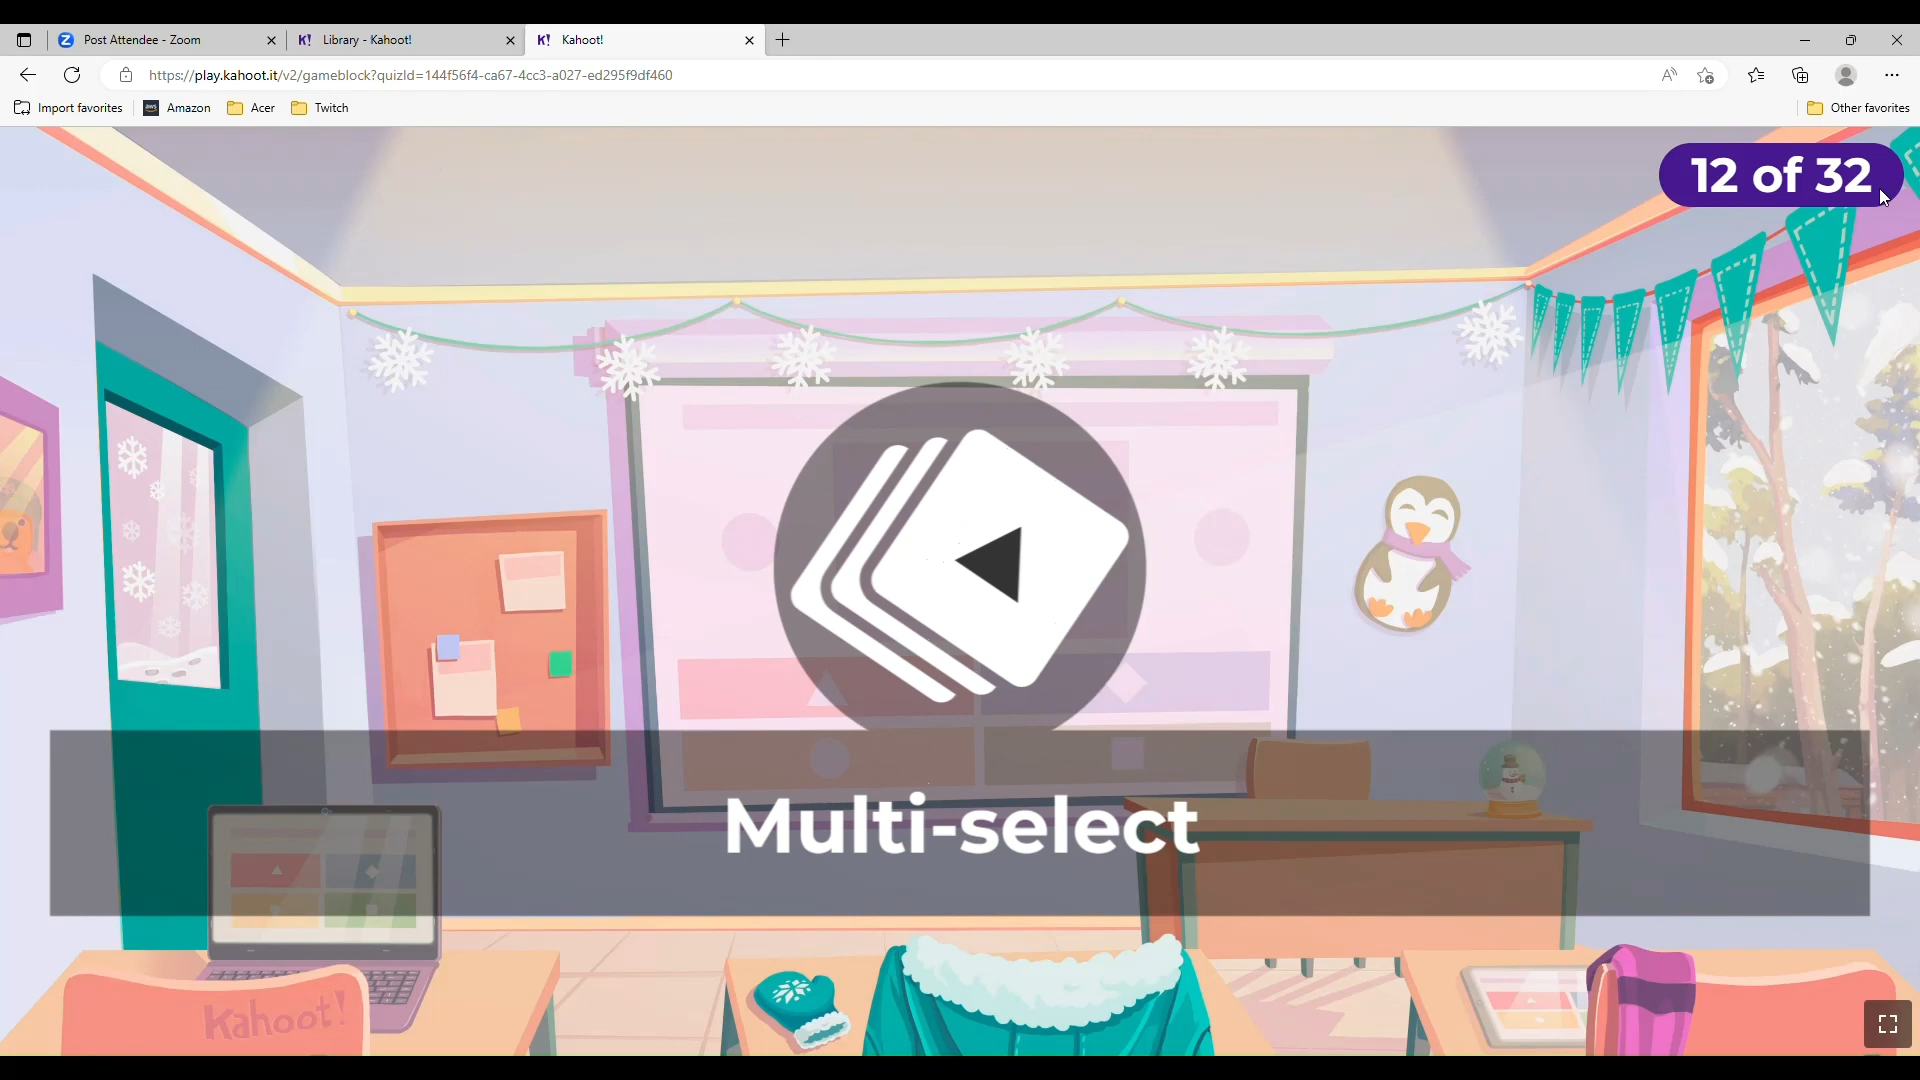 Post Attendee - Zoom
K! Library - Kahoot!
K! Kahoot!
https://play.kahoot.it/v2/gameblock?quizId=144f56f4-ca67-4cc3-a027-ed295f9df460
Import favorites
aws Amazon
Acer
Twitch
Other favorites
12 of 32
Multi-select
Kahoot!